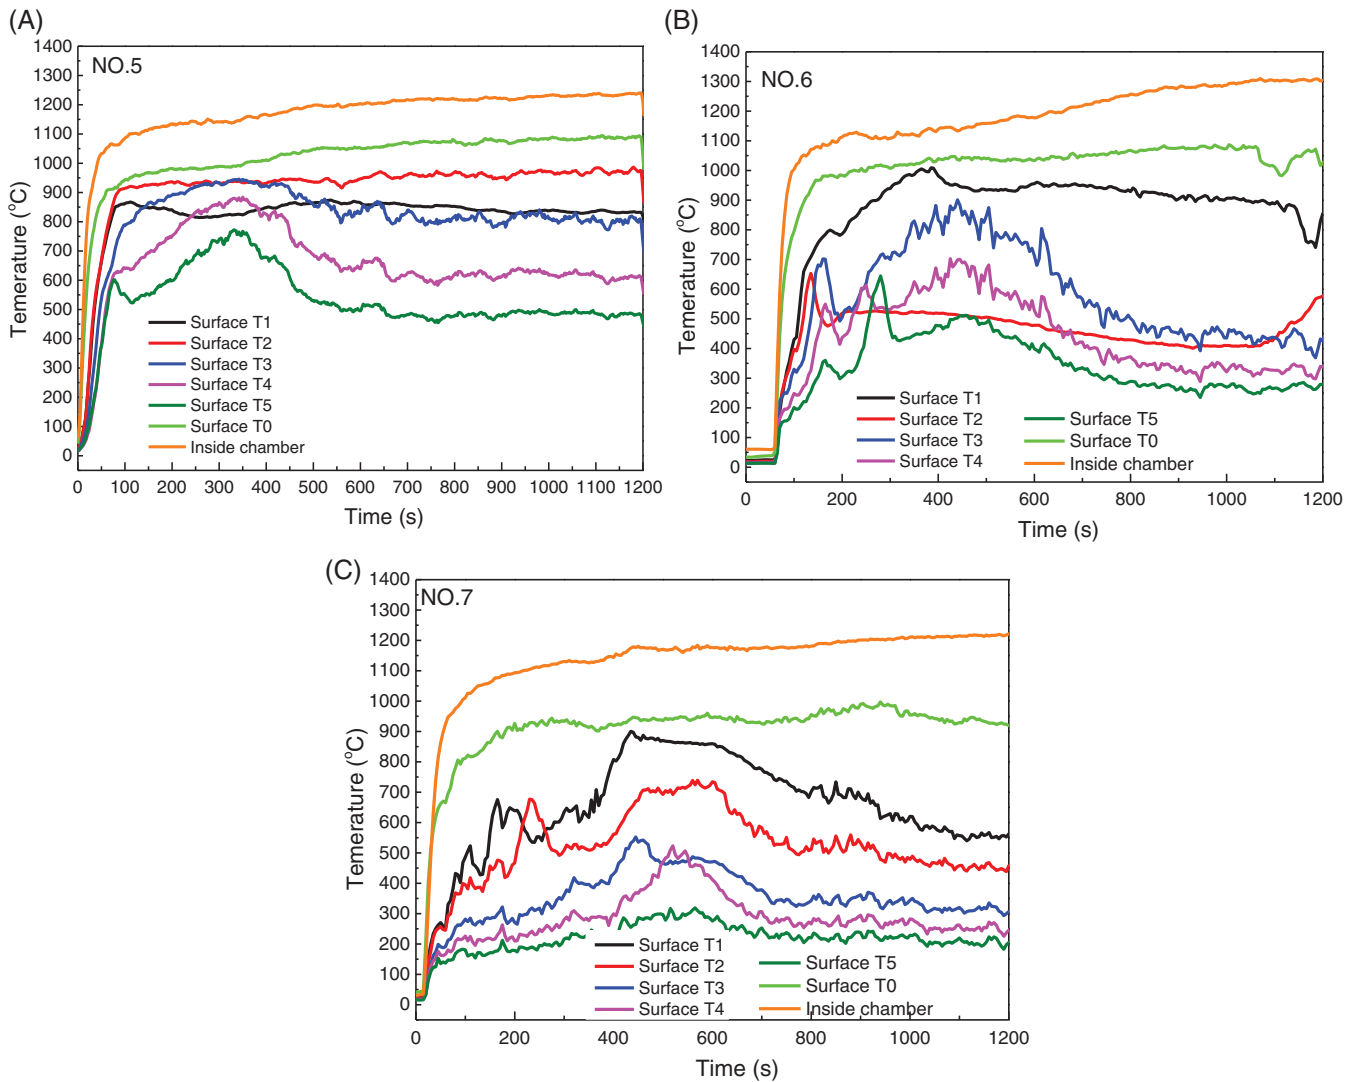 (A)
NO.5
1400
1300
1200
1100
1000
900
800
700
600
500
400
300
200
100
0
Temerature (°C)
Surface T1
Surface T2
Surface T3
Surface T4
Surface T5
Surface T0
Inside chamber
0 100 200 300 400 500 600 700 800 900 1000 1100 1200
Time (s)
(B)
NO.6
1400
1300
1200
1100
1000
900
800
700
600
500
400
300
200
100
0
Temerature (°C)
Surface T1
Surface T2
Surface T3
Surface T4
Surface T5
Surface T0
Inside chamber
0 200 400 600 800 1000 1200
Time (s)
(C)
NO.7
1400
1300
1200
1100
1000
900
800
700
600
500
400
300
200
100
0
Temerature (°C)
Surface T1
Surface T2
Surface T3
Surface T4
Surface T5
Surface T0
Inside chamber
0 200 400 600 800 1000 1200
Time (s)